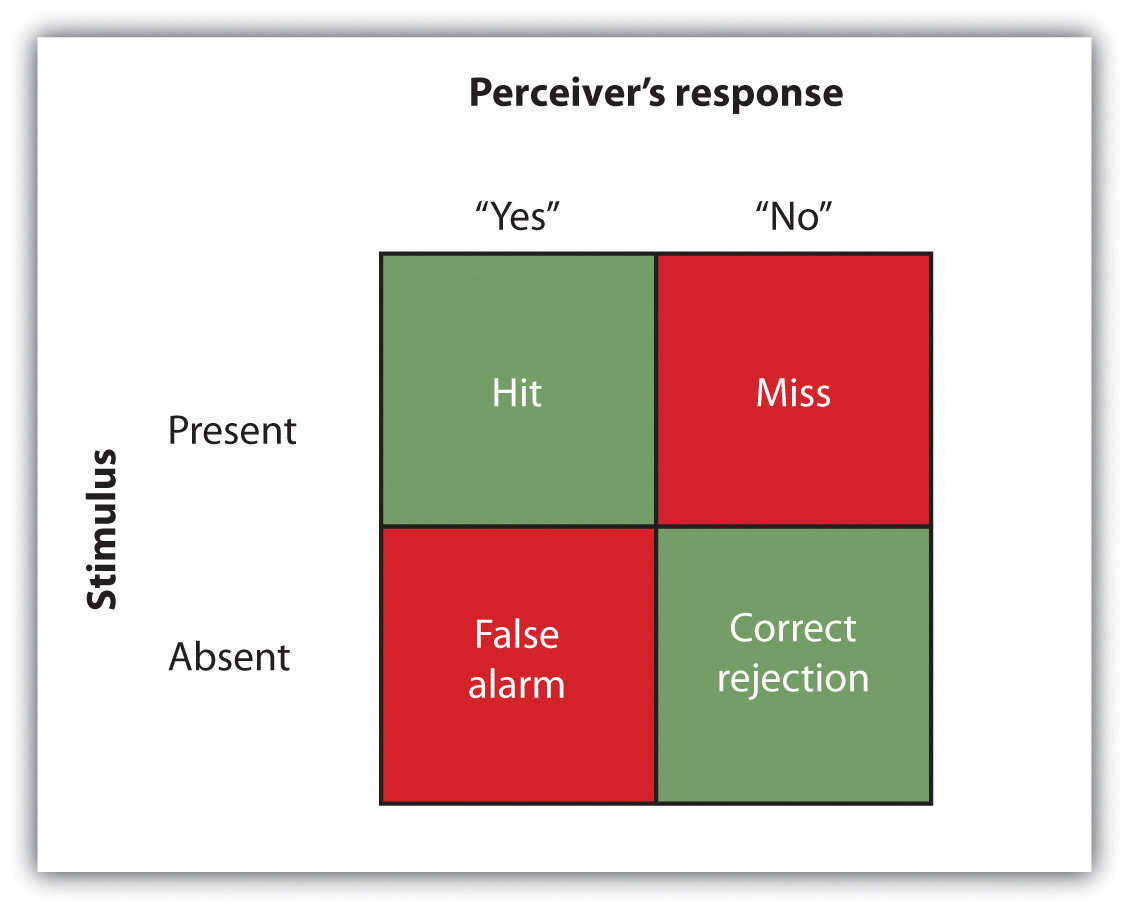 Perceiver’s response
“Yes”
“No”
Stimulus
Present
Hit
Miss
Absent
False
alarm
Correct
rejection